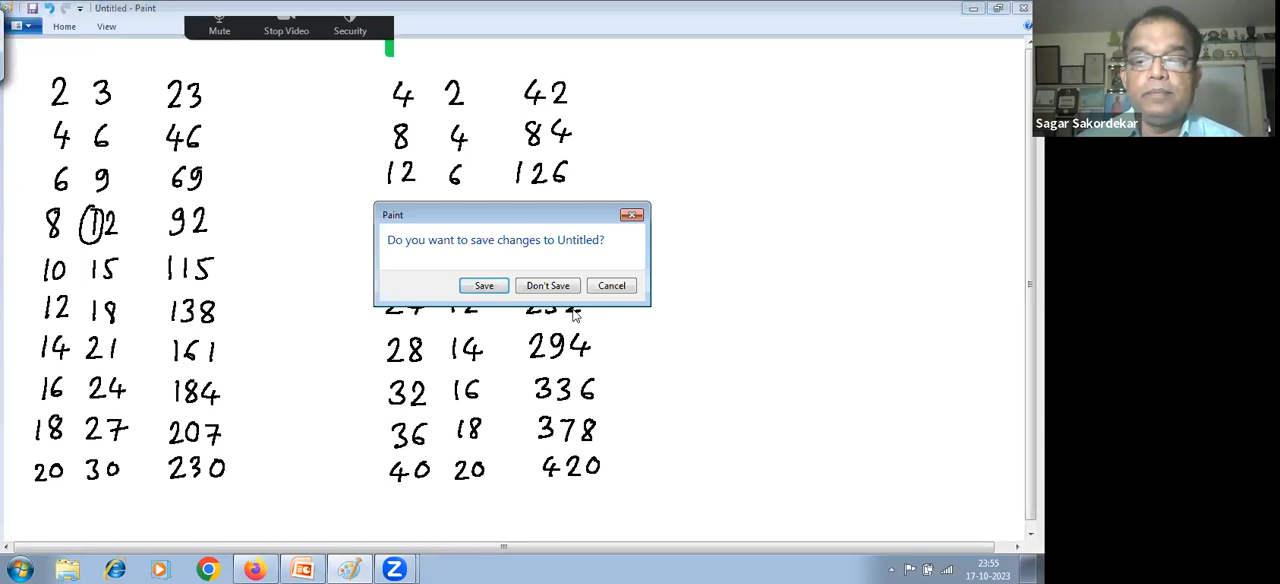 Untitled - Paint
Home View
Mute Stop Video Security
Sagar Sakordekar
2 3 23 4 2 42
4 6 46 8 4 84
6 9 69 12 6 126
8 12 92
Paint
Do you want to save changes to Untitled?
Save Don't Save Cancel
10 15 115
12 18 138
14 21 161 28 14 294
16 24 184 32 16 336
18 27 207 36 18 378
20 30 230 40 20 420
23:55
17-10-2023